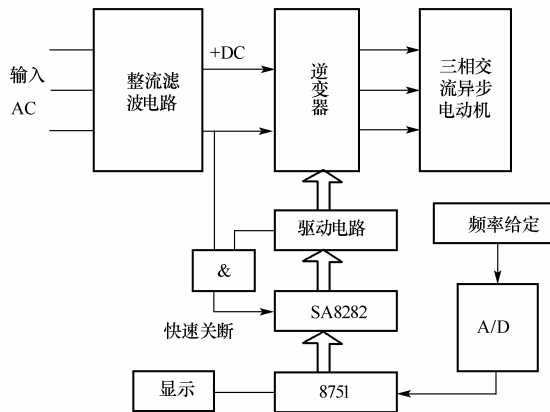 输入
AC
整流滤
波电路
+DC
逆
变
器
三相交
流异步
电动机
驱动电路
频率给定
&
SA8282
快速关断
A/D
显示
875l